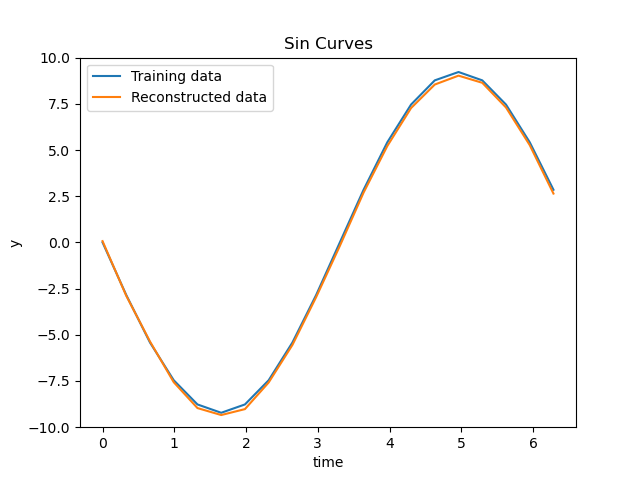 Sin Curves
Training data
Reconstructed data
10.0
7.5
5.0
2.5
0.0
−2.5
−5.0
−7.5
−10.0
y
0 1 2 3 4 5 6
time